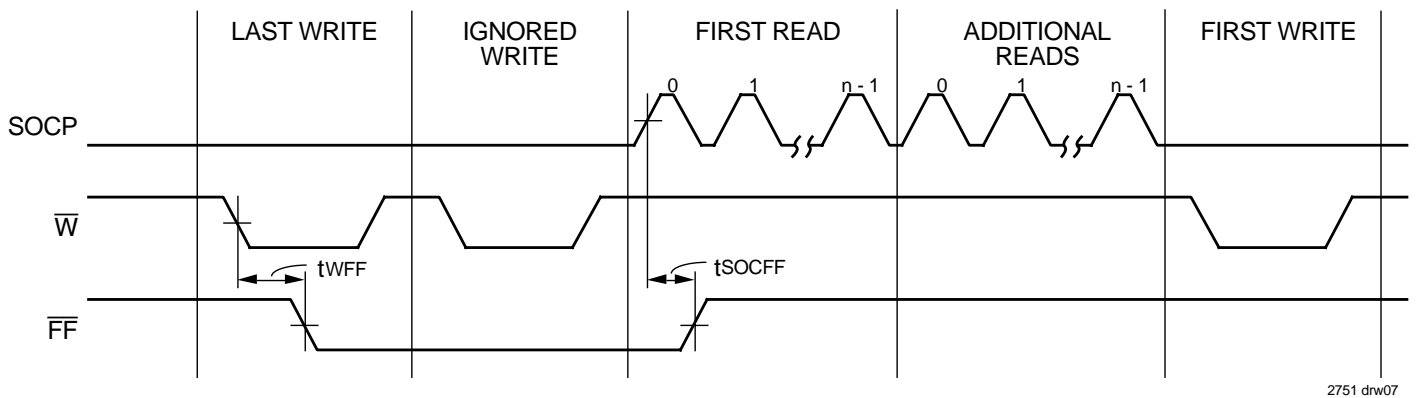 LAST WRITE
IGNORED
WRITE
FIRST READ
ADDITIONAL
READS
FIRST WRITE
0 1 n - 1 0 1 n - 1
SOCP
W̅
tWFF
tSOCFF
F̅F̅
2751 drw07